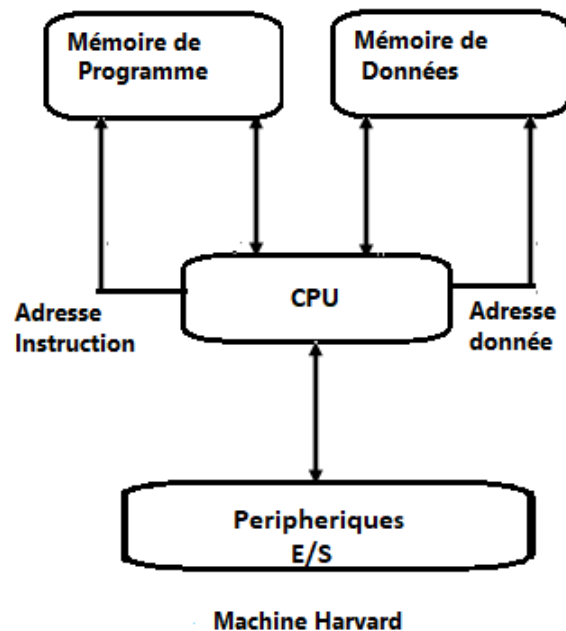 Mémoire de
Programme
Mémoire de
Données
CPU
Adresse
Instruction
Adresse
donnée
Peripheriques
E/S
Machine Harvard